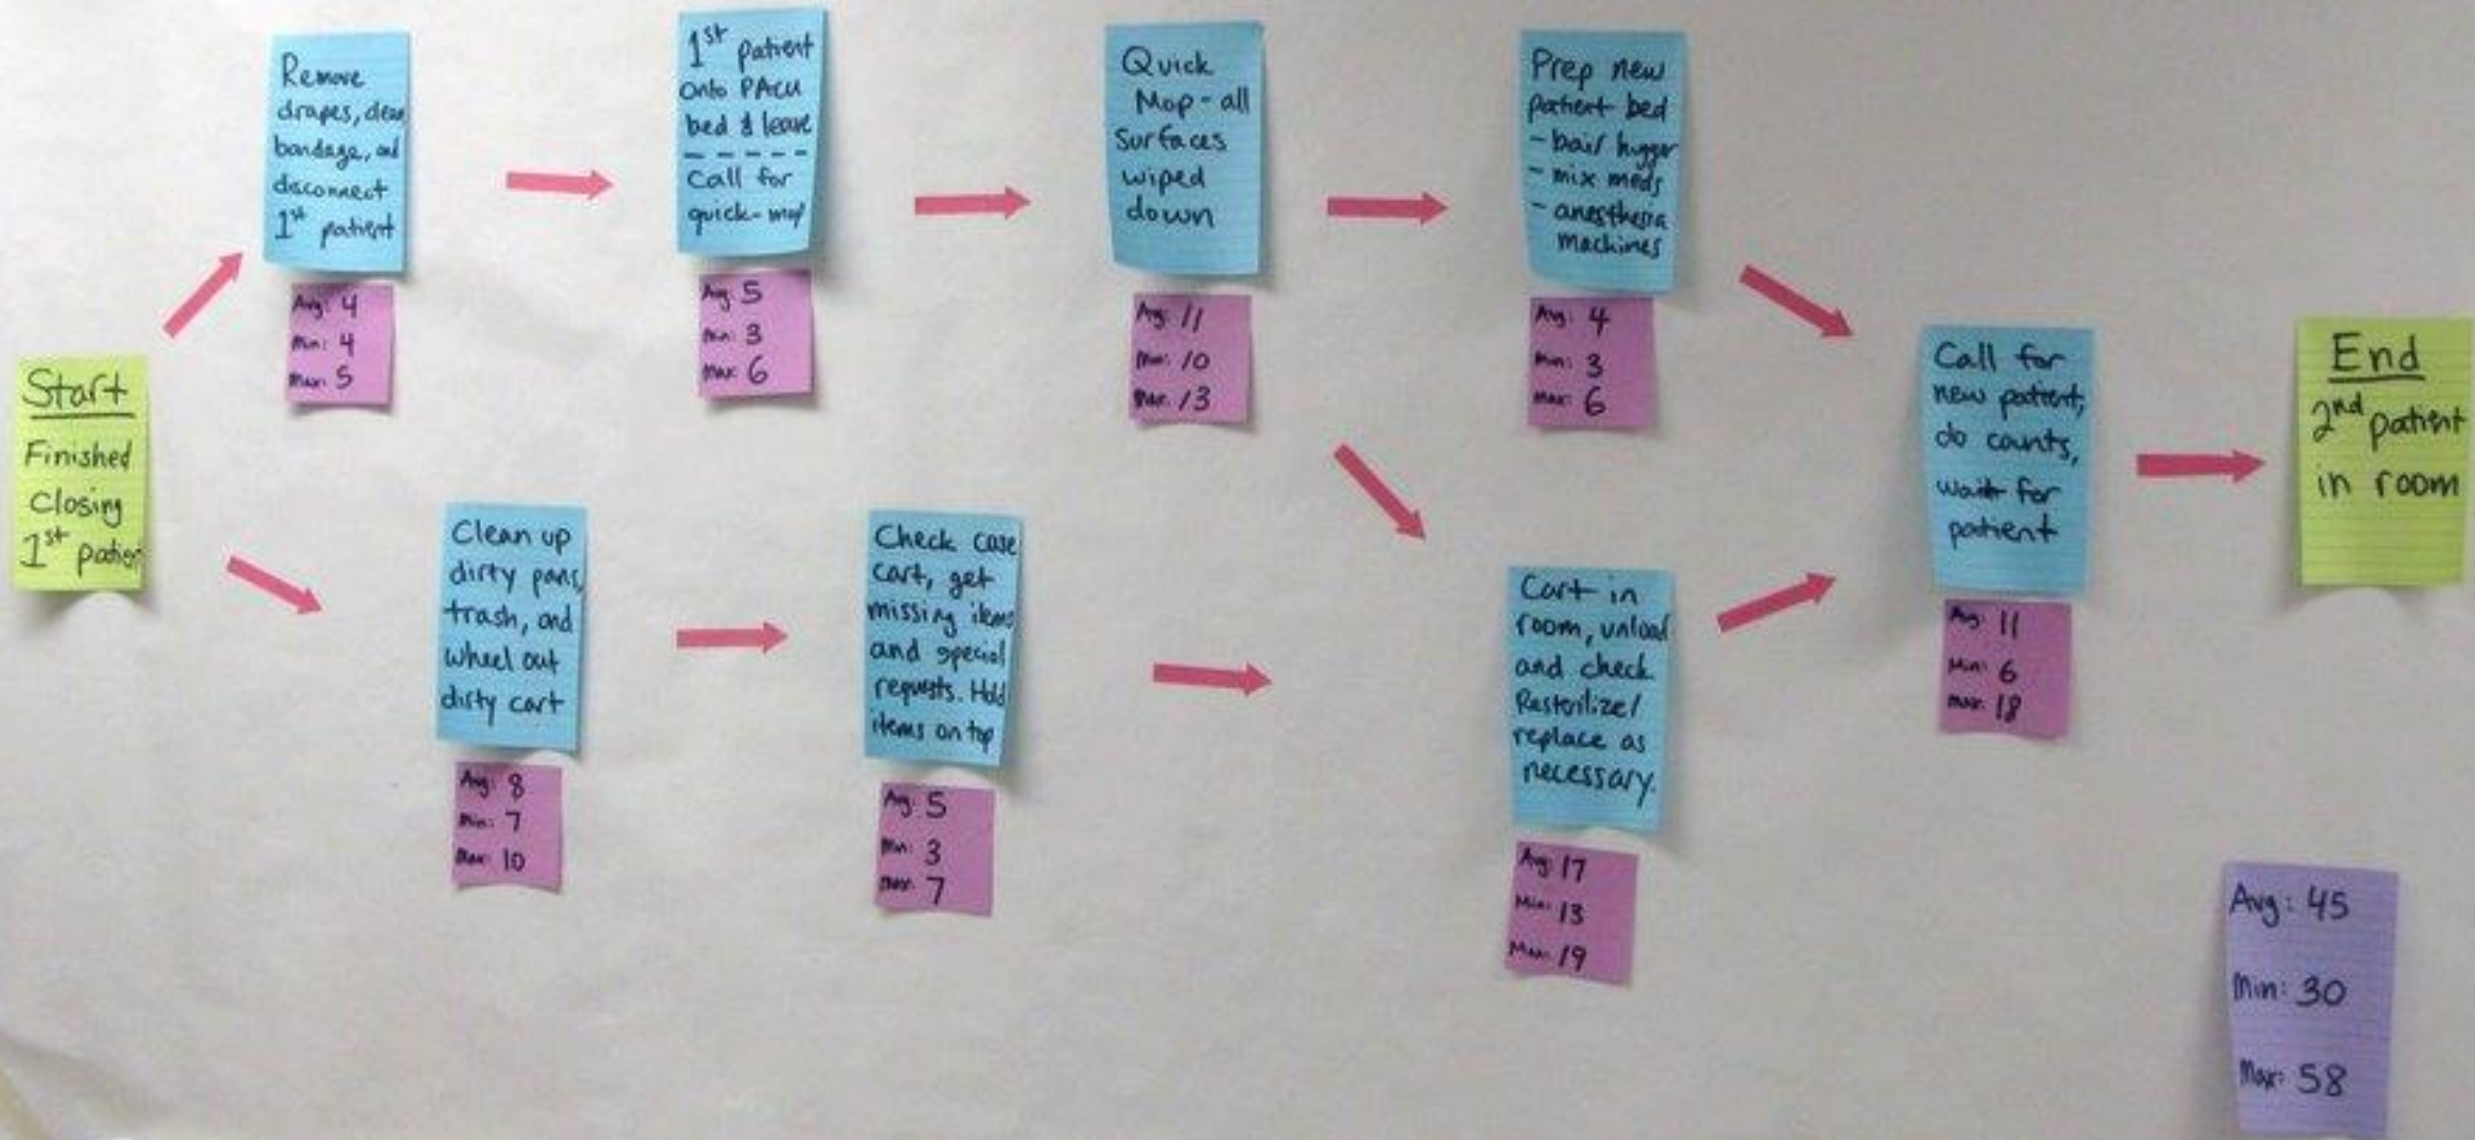 Start
Finished
Closing
1st patient
Remove
drapes, clean
bandage, and
disconnect
1st patient
Avg: 4
Min: 4
Max: 5
1st patient
onto PACU
bed & leave
Call for
quick-mop
Avg: 5
Min: 3
Max: 6
Quick
Mop - all
Surfaces
wiped
down
Avg: 11
Min: 10
Max: 13
Prep new
patient bed
- bair hugger
- mix meds
- anesthesia
machines
Avg: 4
Min: 3
Max: 6
Clean up
dirty pans,
trash, and
wheel out
dirty cart
Avg: 8
Min: 7
Max: 10
Check case
cart, get
missing items
and special
requests. Hold
items on top
Avg: 5
Min: 3
Max: 7
Cart in
room, unload
and check.
Resterilize/
replace as
necessary.
Avg: 17
Min: 13
Max: 19
Call for
new patient,
do counts,
wait for
patient
Avg: 11
Min: 6
Max: 18
End
2nd patient
in room
Avg: 45
Min: 30
Max: 58